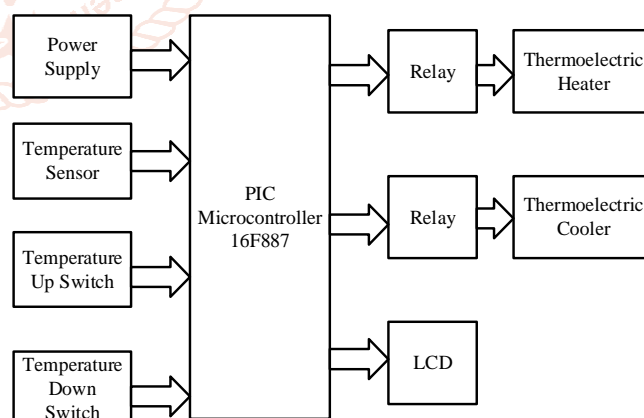 Power
Supply
Temperature
Sensor
Temperature
Up Switch
Temperature
Down
Switch
PIC
Microcontroller
16F887
Relay
Thermoelectric
Heater
Relay
Thermoelectric
Cooler
LCD